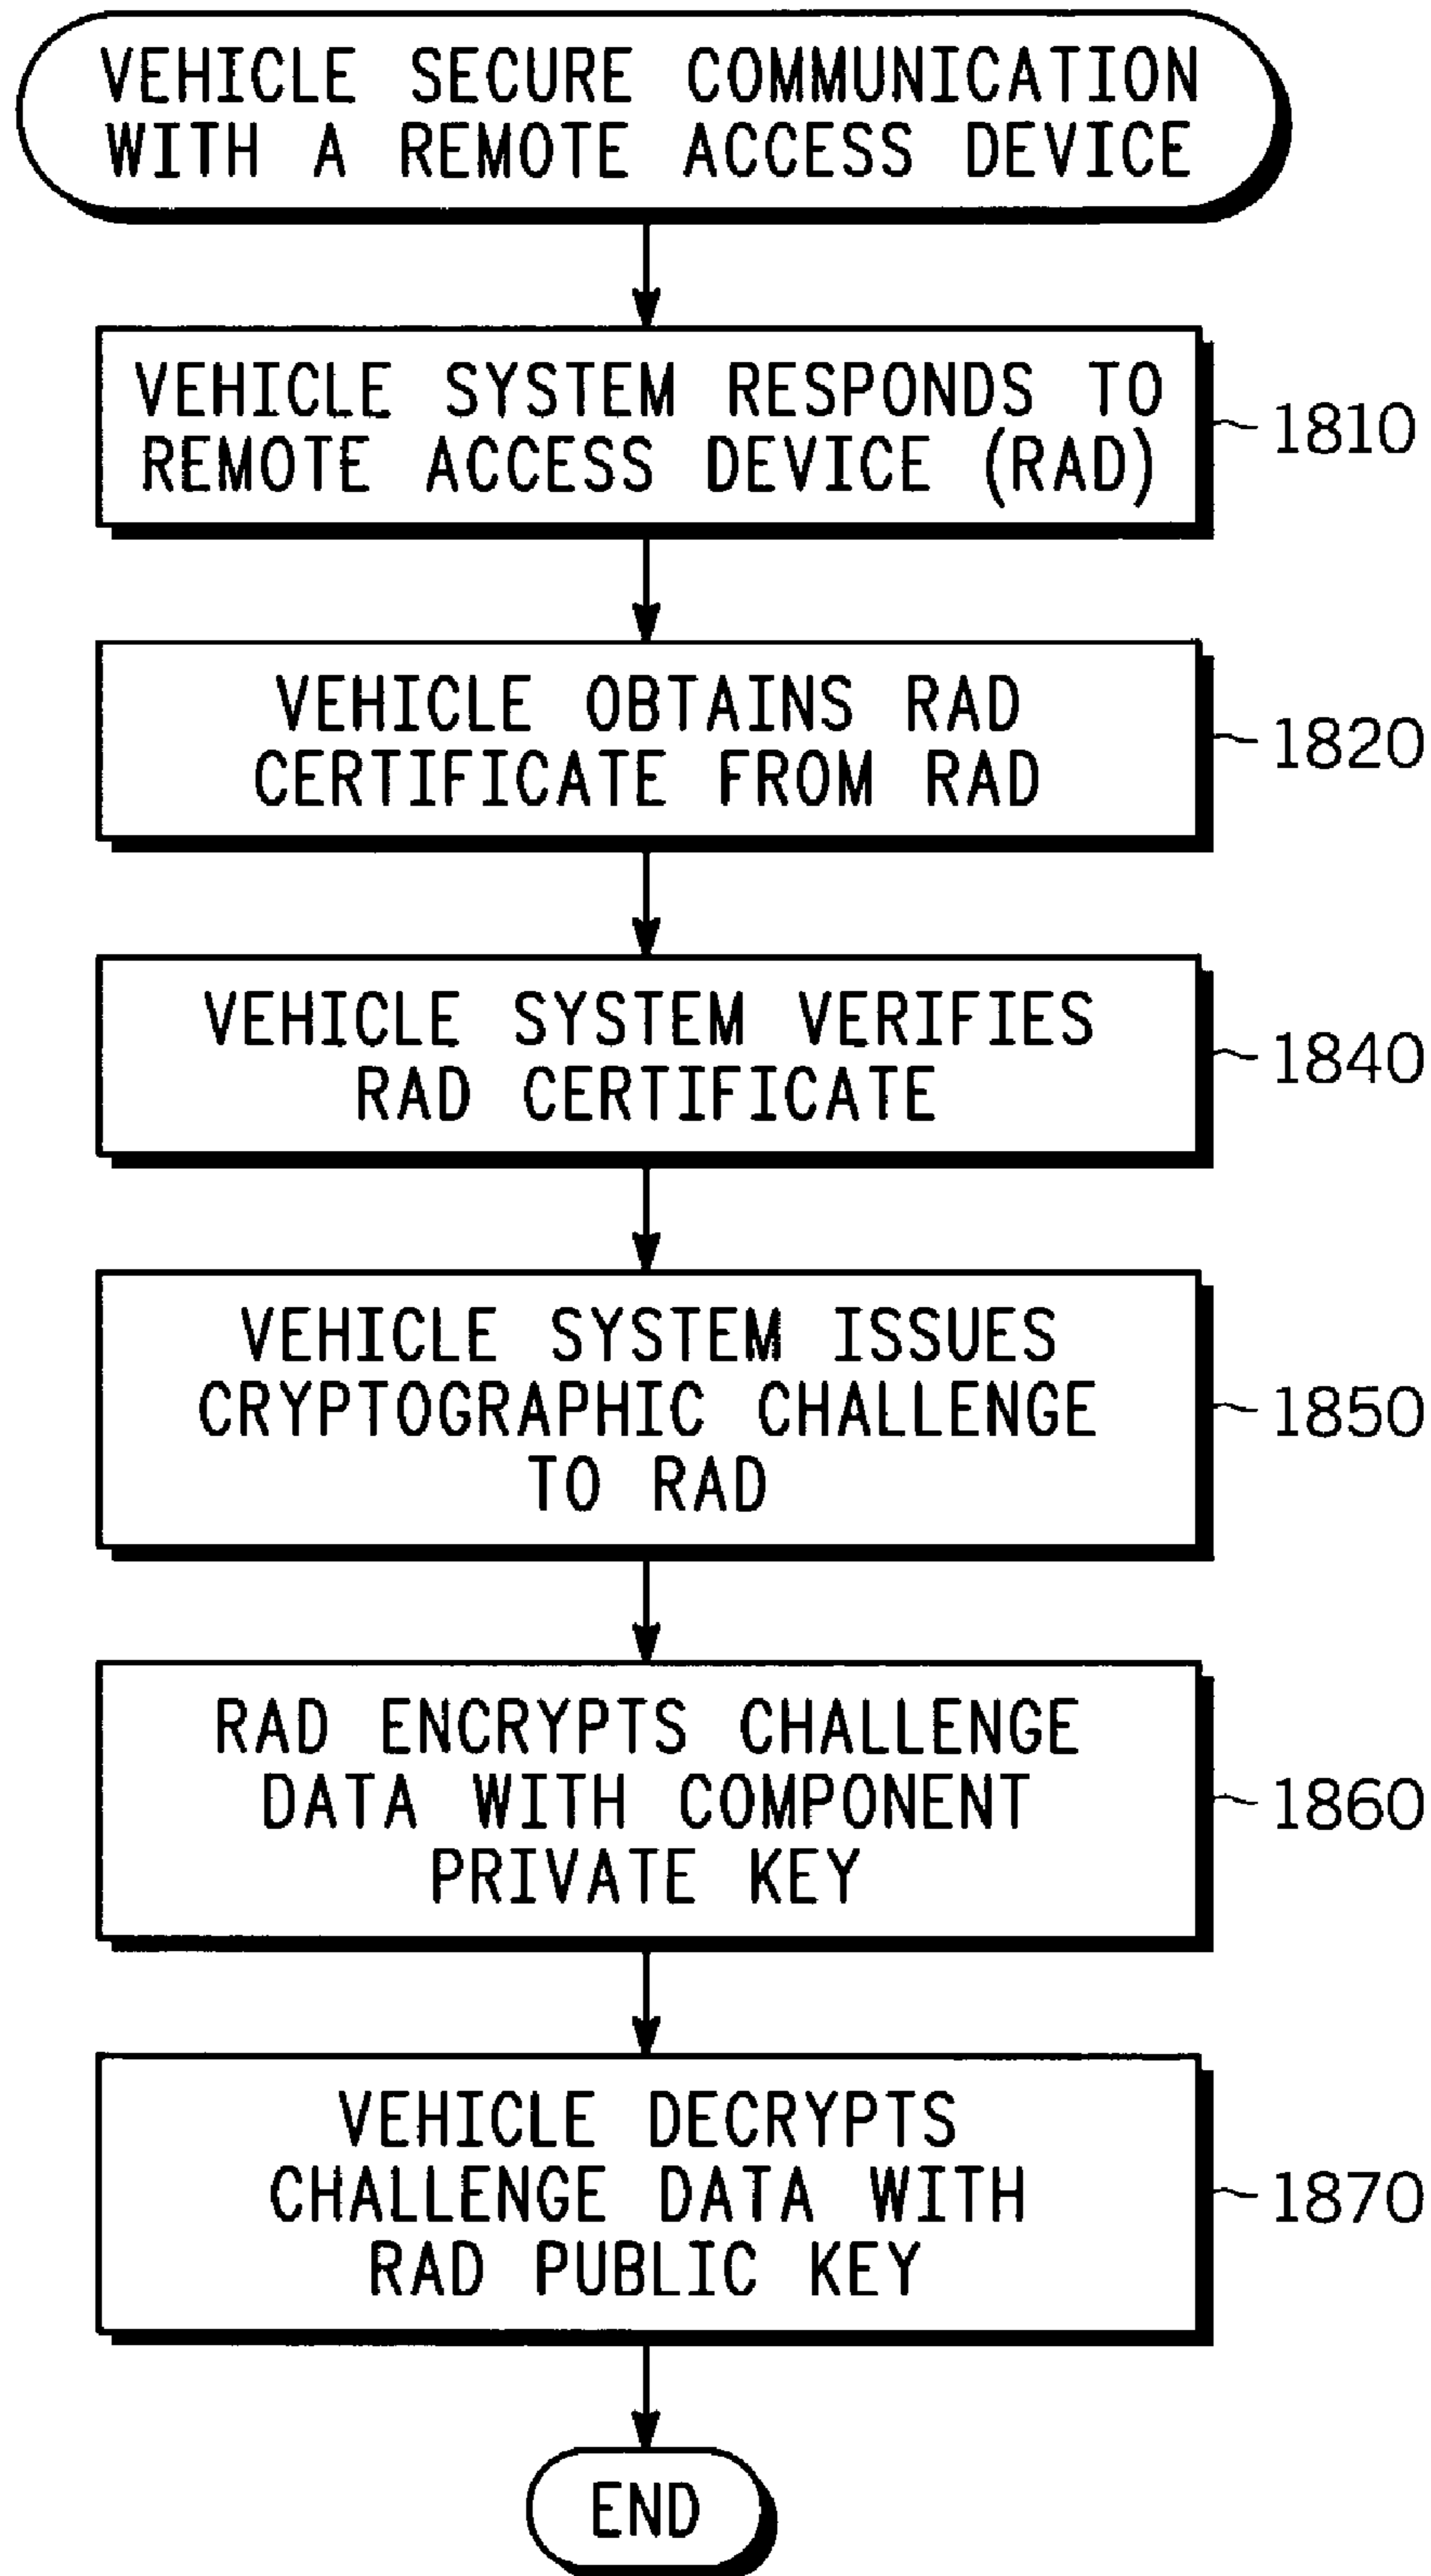 VEHICLE SECURE COMMUNICATION
WITH A REMOTE ACCESS DEVICE
VEHICLE SYSTEM RESPONDS TO
REMOTE ACCESS DEVICE (RAD)
1810
VEHICLE OBTAINS RAD
CERTIFICATE FROM RAD
1820
VEHICLE SYSTEM VERIFIES
RAD CERTIFICATE
1840
VEHICLE SYSTEM ISSUES
CRYPTOGRAPHIC CHALLENGE
TO RAD
1850
RAD ENCRYPTS CHALLENGE
DATA WITH COMPONENT
PRIVATE KEY
1860
VEHICLE DECRYPTS
CHALLENGE DATA WITH
RAD PUBLIC KEY
1870
END